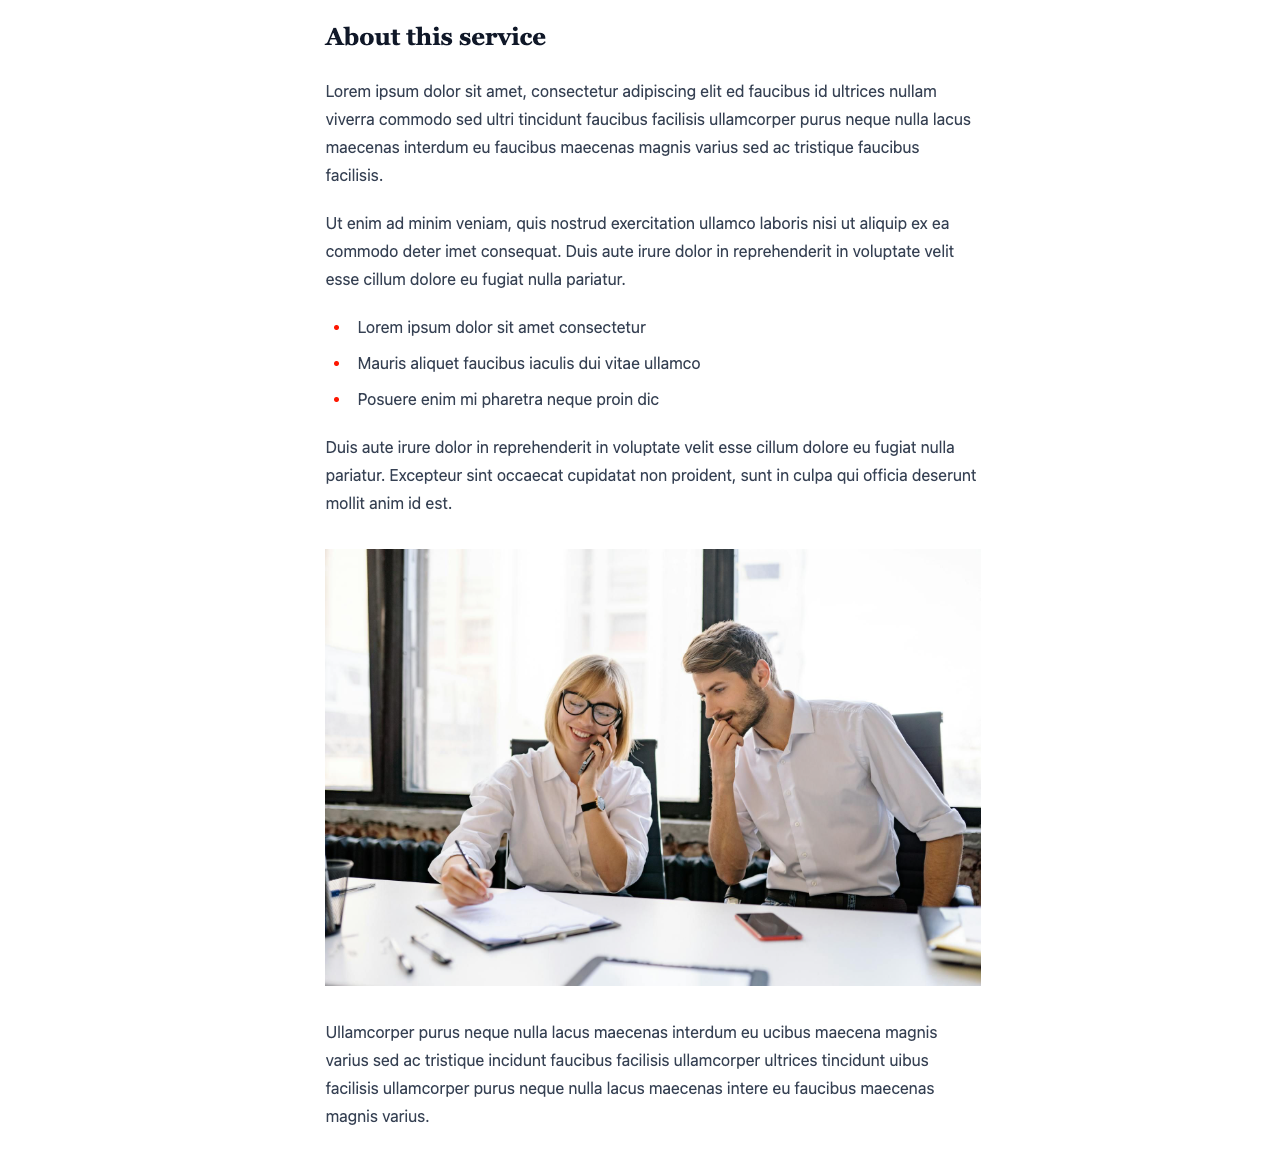 About this service
Lorem ipsum dolor sit amet, consectetur adipiscing elit ed faucibus id ultrices nullam
viverra commodo sed ultri tincidunt faucibus facilisis ullamcorper purus neque nulla lacus
maecenas interdum eu faucibus maecenas magnis varius sed ac tristique faucibus
facilisis.
Ut enim ad minim veniam, quis nostrud exercitation ullamco laboris nisi ut aliquip ex ea
commodo deter imet consequat. Duis aute irure dolor in reprehenderit in voluptate velit
esse cillum dolore eu fugiat nulla pariatur.
• Lorem ipsum dolor sit amet consectetur
• Mauris aliquet faucibus iaculis dui vitae ullamco
• Posuere enim mi pharetra neque proin dic
Duis aute irure dolor in reprehenderit in voluptate velit esse cillum dolore eu fugiat nulla
pariatur. Excepteur sint occaecat cupidatat non proident, sunt in culpa qui officia deserunt
mollit anim id est.
Ullamcorper purus neque nulla lacus maecenas interdum eu ucibus maecena magnis
varius sed ac tristique incidunt faucibus facilisis ullamcorper ultrices tincidunt uibus
facilisis ullamcorper purus neque nulla lacus maecenas intere eu faucibus maecenas
magnis varius.